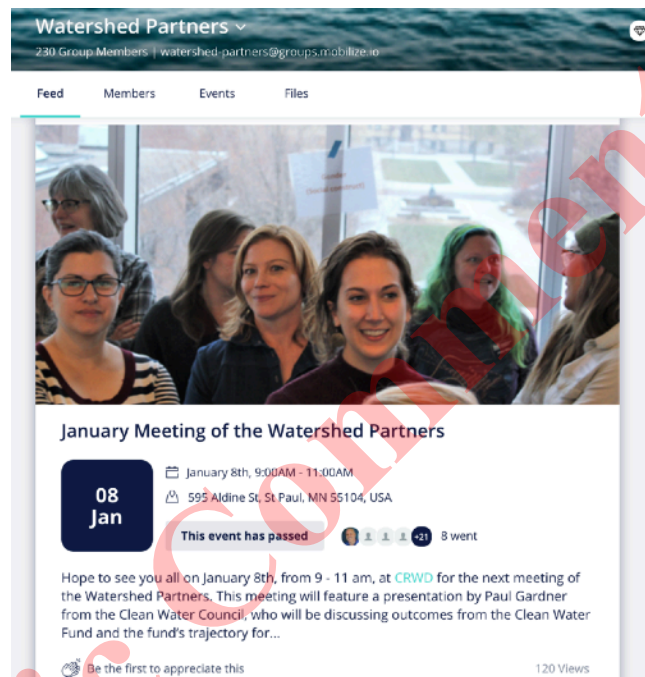 Watershed Partners
230 Group Members | watershed-partners@groups.mobilize.io
Feed Members Events Files
Gender
(Social construct)
January Meeting of the Watershed Partners
08
Jan
January 8th, 9:00AM - 11:00AM
595 Aldine St, St Paul, MN 55104, USA
This event has passed +21 8 went
Hope to see you all on January 8th, from 9 - 11 am, at CRWD for the next meeting of
the Watershed Partners. This meeting will feature a presentation by Paul Gardner
from the Clean Water Council, who will be discussing outcomes from the Clean Water
Fund and the fund's trajectory for...
Be the first to appreciate this 120 Views
ic Commen